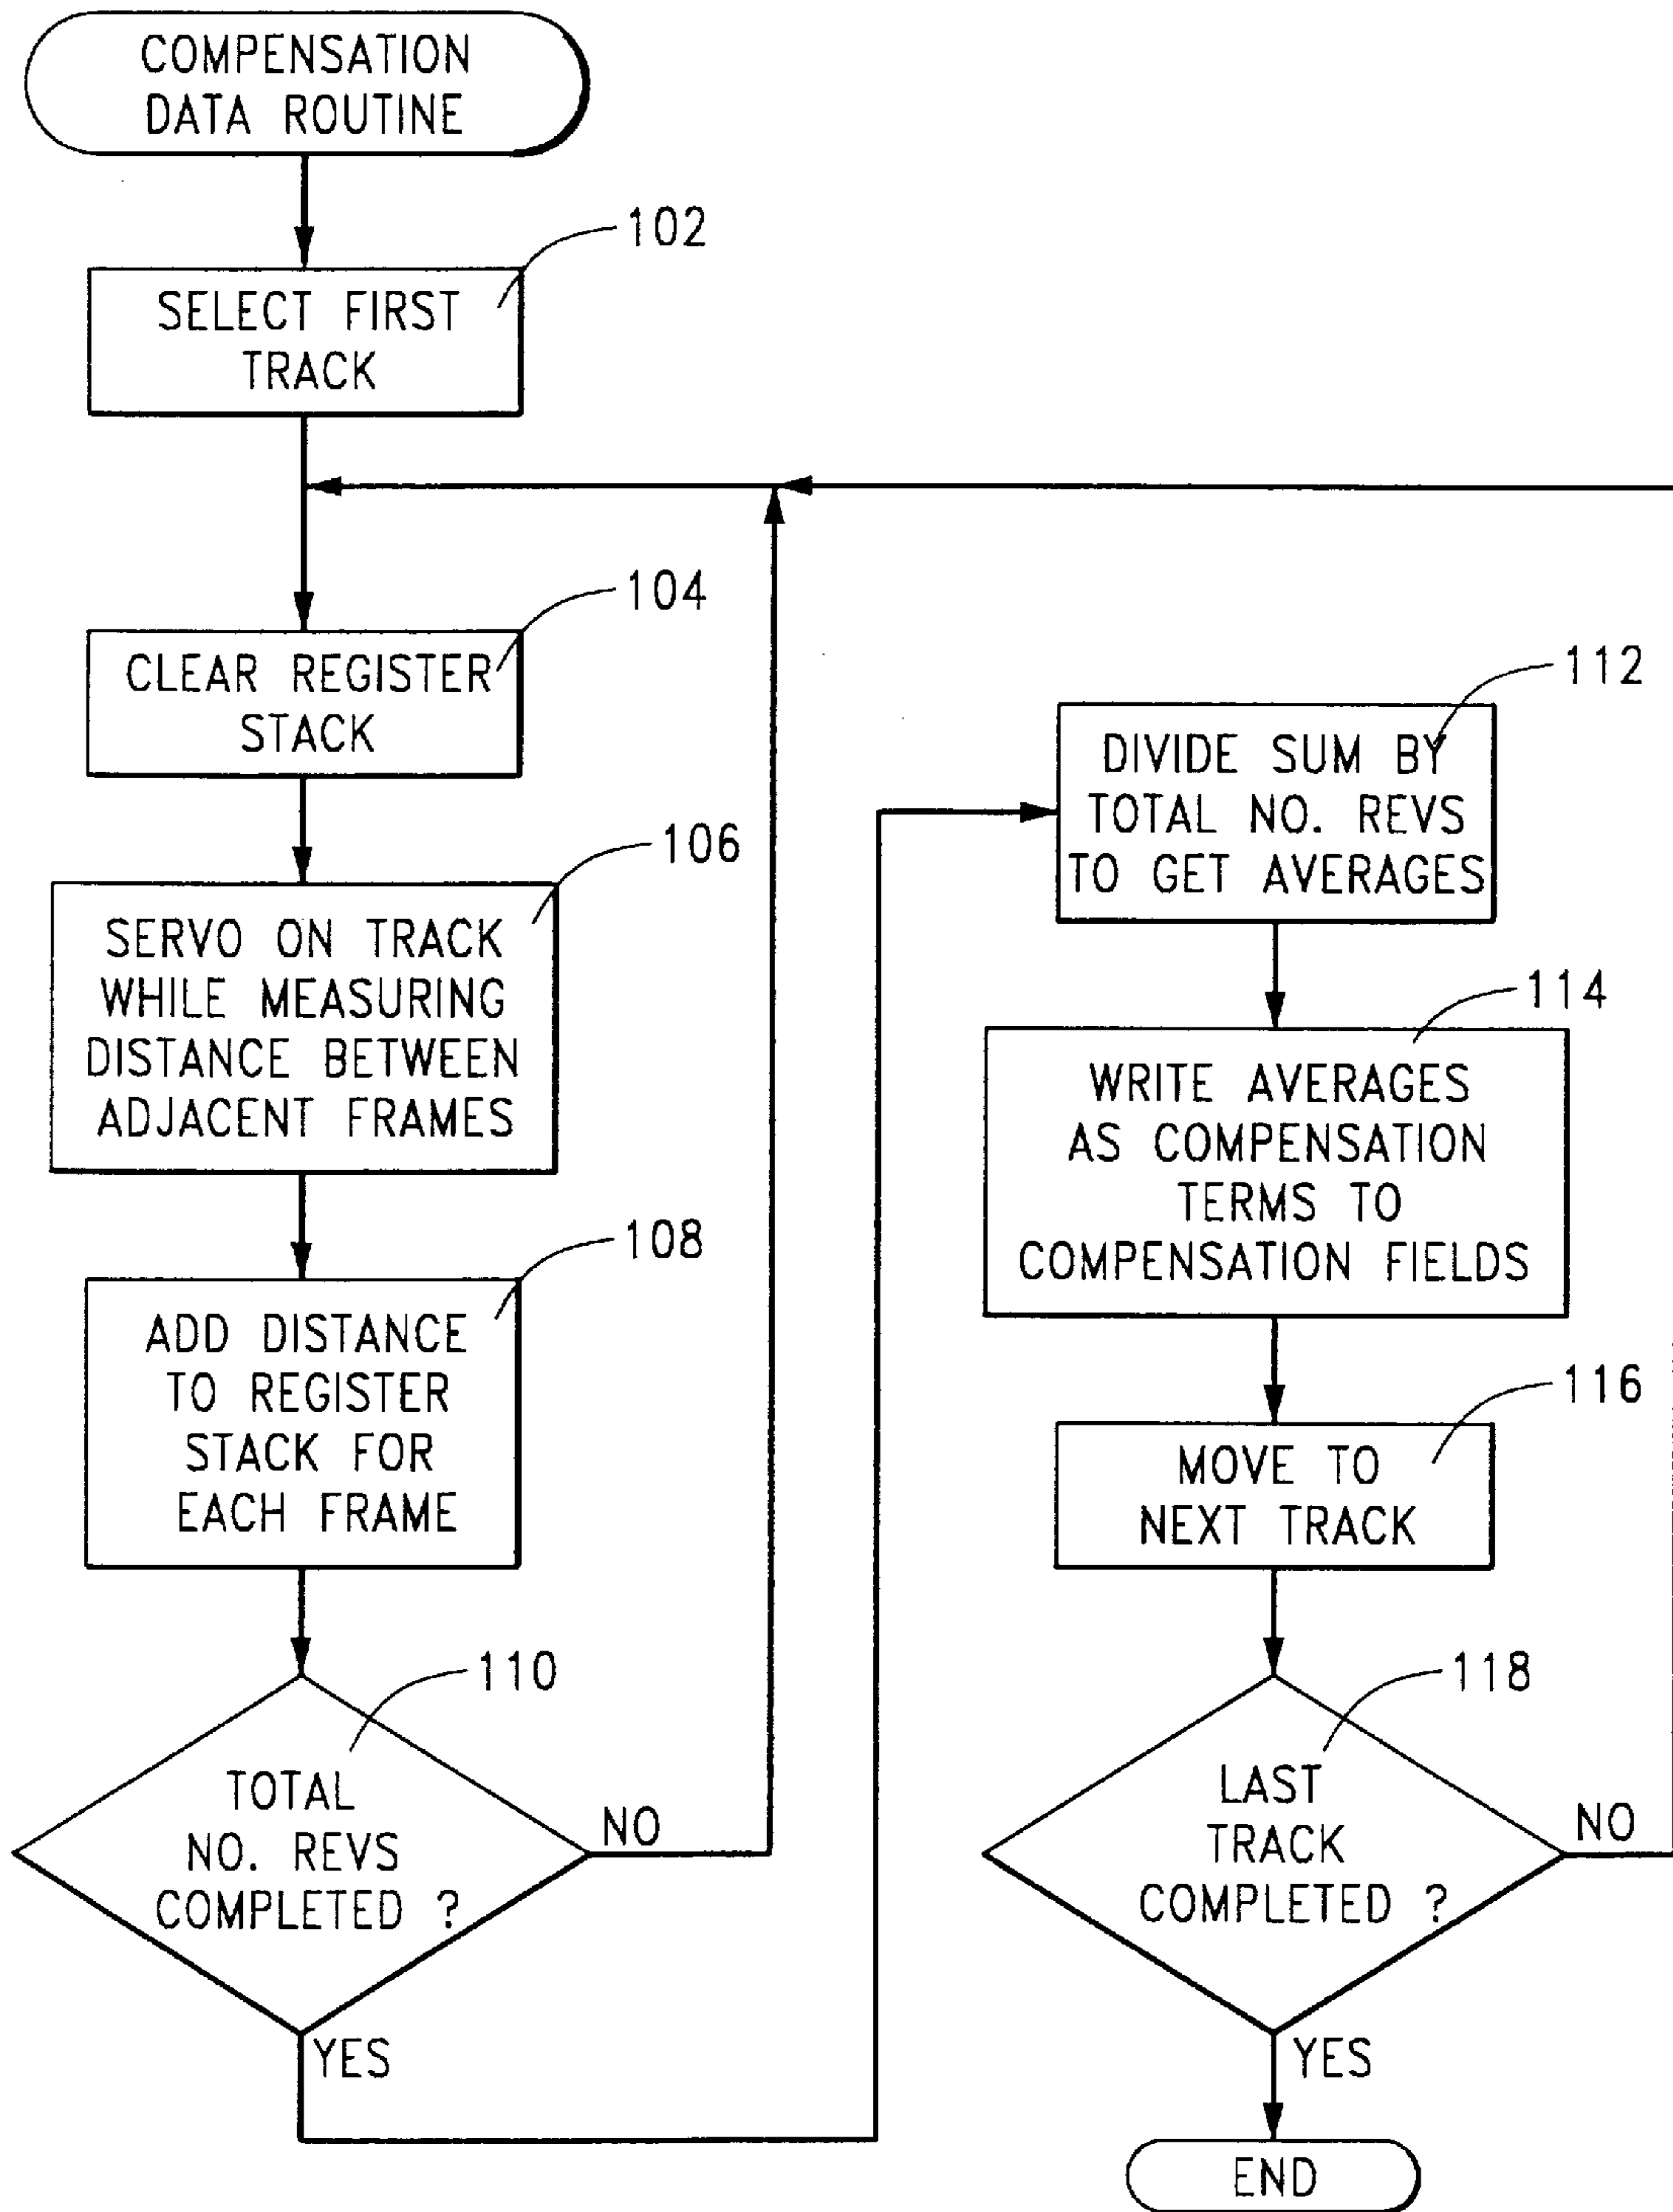 COMPENSATION
DATA ROUTINE
102
SELECT FIRST
TRACK
104
CLEAR REGISTER
STACK
106
SERVO ON TRACK
WHILE MEASURING
DISTANCE BETWEEN
ADJACENT FRAMES
108
ADD DISTANCE
TO REGISTER
STACK FOR
EACH FRAME
110
TOTAL
NO. REVS
COMPLETED ?
NO
YES
112
DIVIDE SUM BY
TOTAL NO. REVS
TO GET AVERAGES
114
WRITE AVERAGES
AS COMPENSATION
TERMS TO
COMPENSATION FIELDS
116
MOVE TO
NEXT TRACK
118
LAST
TRACK
COMPLETED ?
NO
YES
END